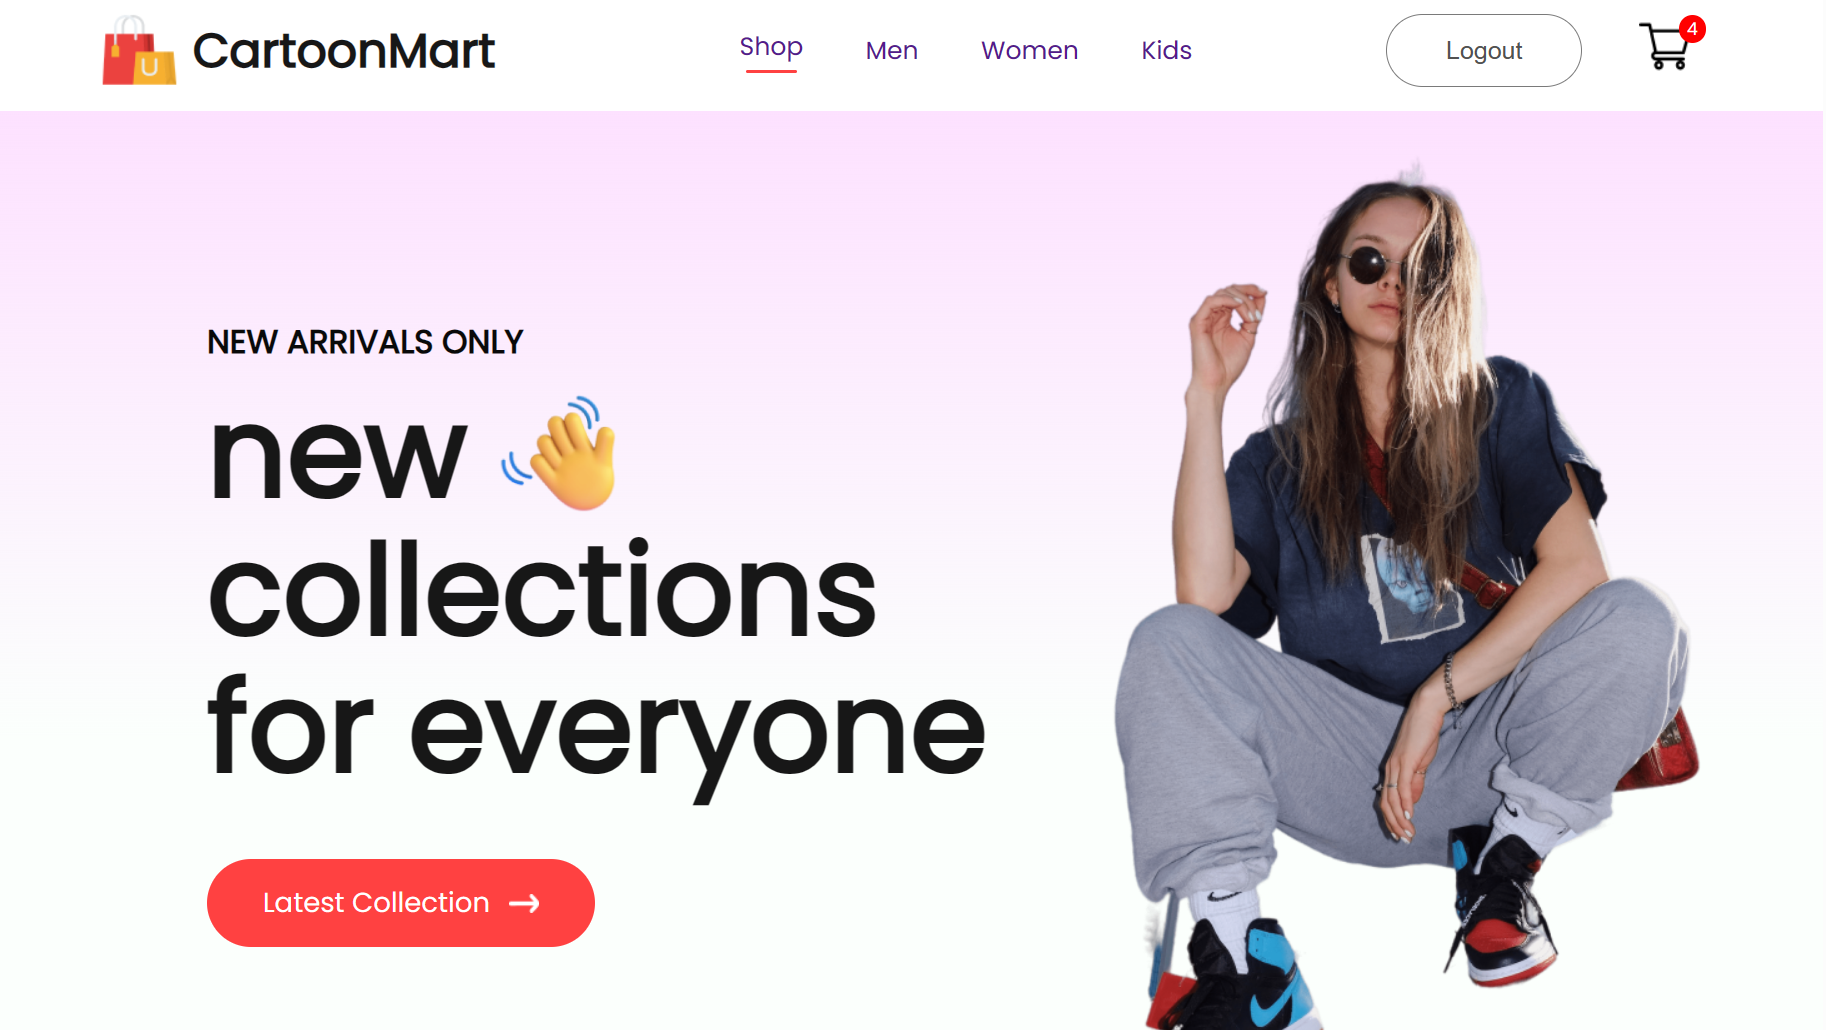 CartoonMart
Shop
Men
Women
Kids
Logout
4
NEW ARRIVALS ONLY
new
collections
for everyone
Latest Collection